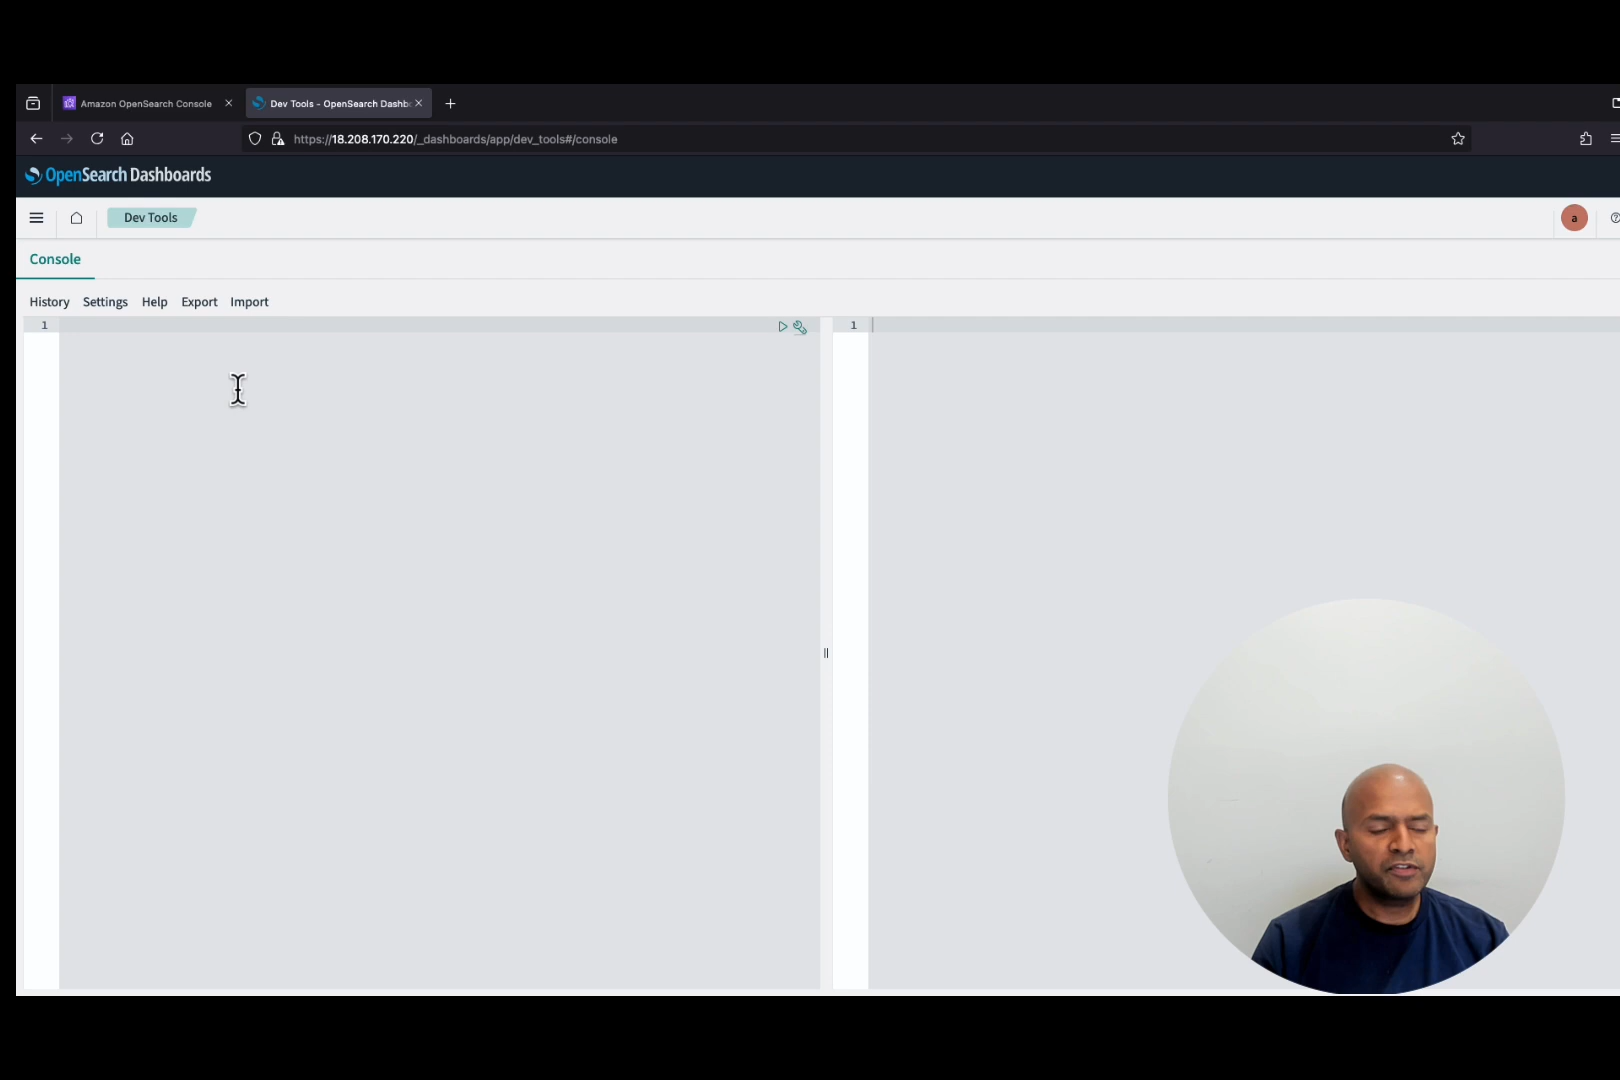 Amazon OpenSearch Console
Dev Tools - OpenSearch Dashb
https://18.208.170.220/_dashboards/app/dev_tools#/console
OpenSearch Dashboards
Dev Tools
a
Console
History Settings Help Export Import
1
1